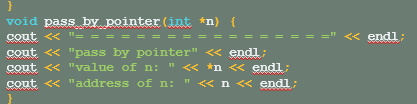 }
void pass_by_pointer(int *n) {
cout << "= = = = = = = = = = = = = = = = =" << endl;
cout << "pass by pointer" << endl;
cout << "value of n: " << *n << endl;
cout << "address of n: " << n << endl;
}